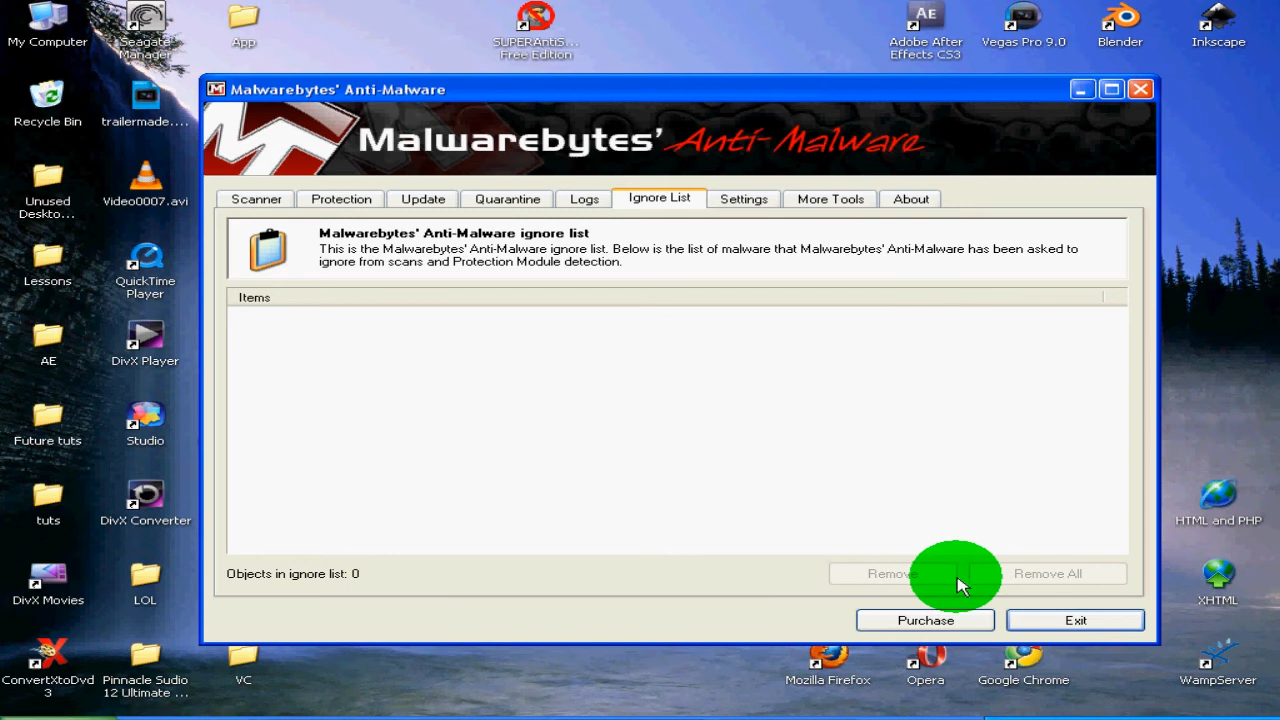 My Computer
Seagate
Manager
App
SUPERAntiS...
Free Edition
Adobe After
Effects CS3
Vegas Pro 9.0
Blender
Inkscape
Malwarebytes' Anti-Malware
Malwarebytes' Anti-Malware
Recycle Bin
trailermade....
Scanner
Protection
Update
Quarantine
Logs
Ignore List
Settings
More Tools
About
Unused
Deskto...
Video0007.avi
Malwarebytes' Anti-Malware ignore list
This is the Malwarebytes' Anti-Malware ignore list. Below is the list of malware that Malwarebytes' Anti-Malware has been asked to
ignore from scans and Protection Module detection.
Items
Lessons
QuickTime
Player
AE
DivX Player
Future tuts
Studio
tuts
DivX Converter
HTML and PHP
Objects in ignore list: 0
Remove
Remove All
DivX Movies
LOL
XHTML
Purchase
Exit
ConvertXtoDvd
3
Pinnacle Sudio
12 Ultimate ...
VC
Mozilla Firefox
Opera
Google Chrome
WampServer